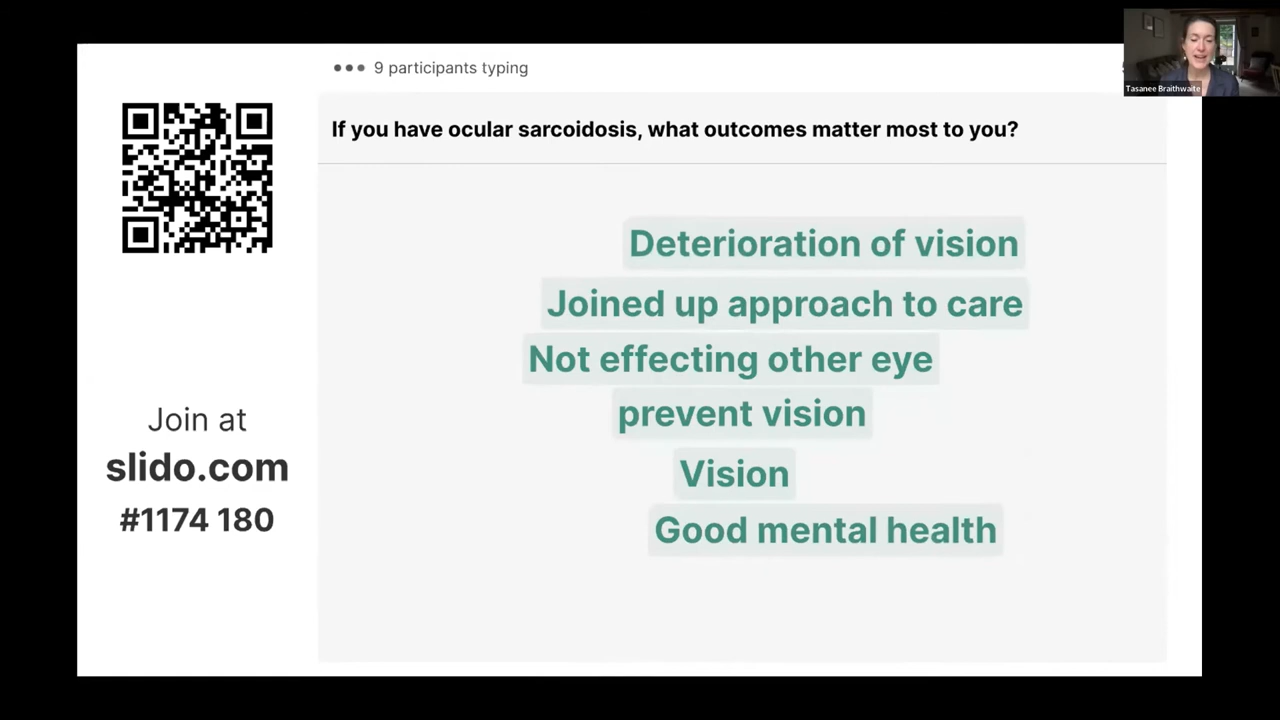 9 participants typing
Tasanee Braithwaite
If you have ocular sarcoidosis, what outcomes matter most to you?
Deterioration of vision
Joined up approach to care
Not effecting other eye
prevent vision
Vision
Good mental health
Join at
slido.com
#1174 180